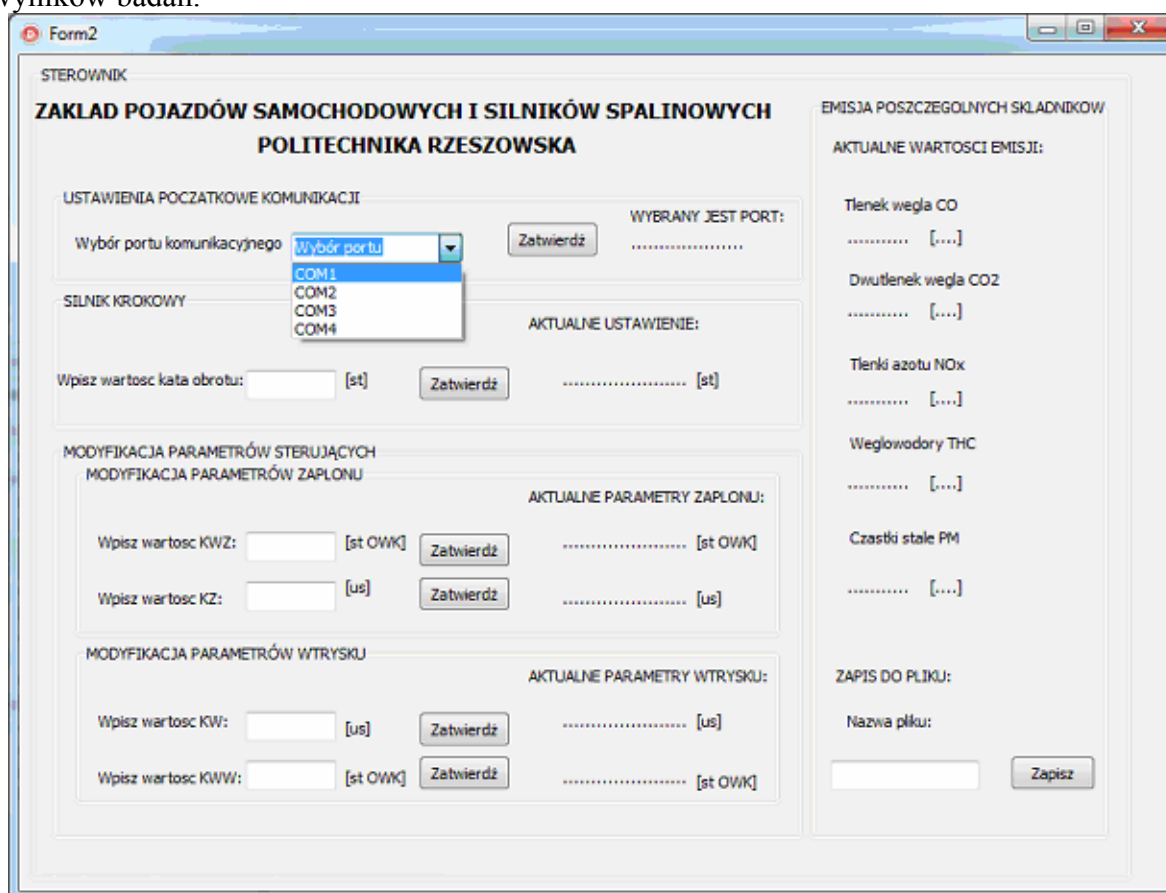 wyników badań.
Form2
STEROWNIK
ZAKLAD POJAZDÓW SAMOCHODOWYCH I SILNIKÓW SPALINOWYCH
POLITECHNIKA RZESZOWSKA
USTAWIENIA POCZATKOWE KOMUNIKACJI
Wybór portu komunikacyjnego
Wybór portu
COM1
COM2
COM3
COM4
Zatwierdź
WYBRANY JEST PORT:
....................
SILNIK KROKOWY
AKTUALNE USTAWIENIE:
Wpisz wartosc kata obrotu: [st] Zatwierdź ...................... [st]
MODYFIKACJA PARAMETRÓW STERUJĄCYCH
MODYFIKACJA PARAMETRÓW ZAPLONU
AKTUALNE PARAMETRY ZAPLONU:
Wpisz wartosc KWZ: [st OWK] Zatwierdź ...................... [st OWK]
Wpisz wartosc KZ: [us] Zatwierdź ...................... [us]
MODYFIKACJA PARAMETRÓW WTRYSKU
AKTUALNE PARAMETRY WTRYSKU:
Wpisz wartosc KW: [us] Zatwierdź ...................... [us]
Wpisz wartosc KWW: [st OWK] Zatwierdź ...................... [st OWK]
EMISJA POSZCZEGOLNYCH SKLADNIKOW
AKTUALNE WARTOSCI EMISJI:
Tlenek wegla CO
........... [....]
Dwutlenek wegla CO2
........... [....]
Tlenki azotu NOx
........... [....]
Weglowodory THC
........... [....]
Czastki stale PM
........... [....]
ZAPIS DO PLIKU:
Nazwa pliku:
Zapisz